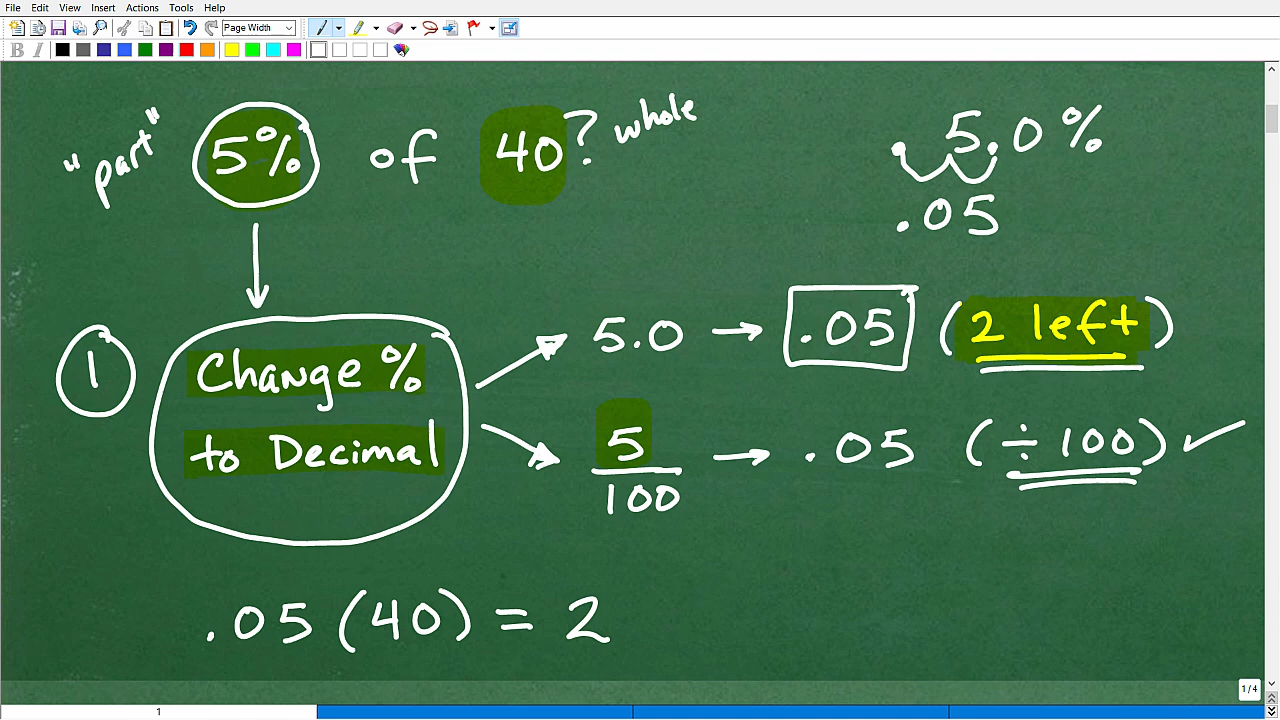 File Edit View Insert Actions Tools Help
Page Width
B I
"part" 5% of 40? whole
5.0%
.05
1 Change % to Decimal
5.0 → .05 (2 left)
5/100 → .05 (÷ 100) ✓
.05 (40) = 2
1/4
1